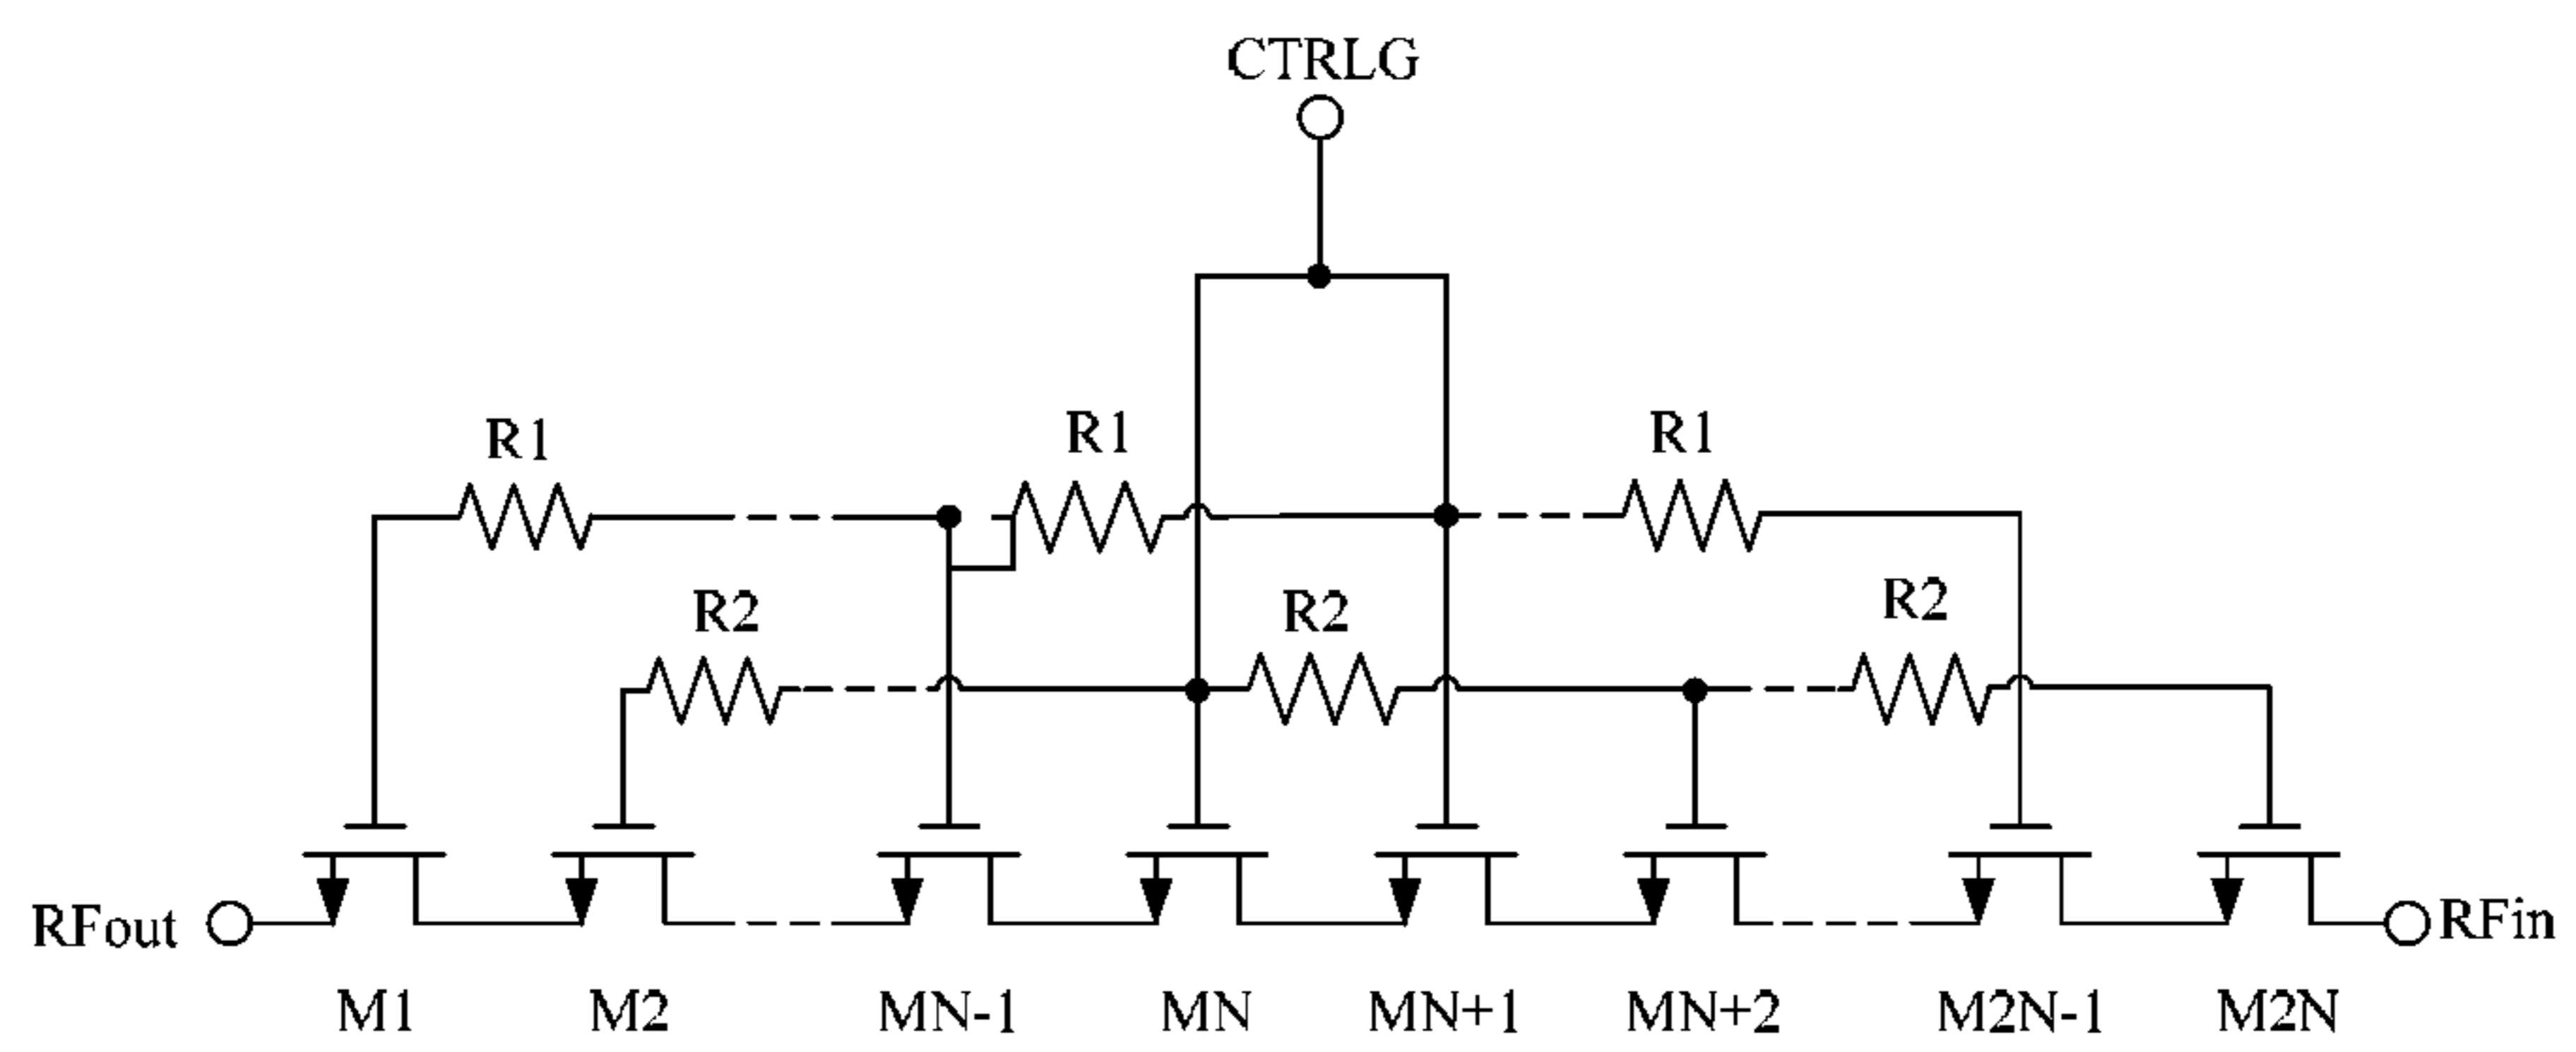 CTRLG
R1
R1
R1
R2
R2
R2
RFout
RFin
M1
M2
MN-1
MN
MN+1
MN+2
M2N-1
M2N